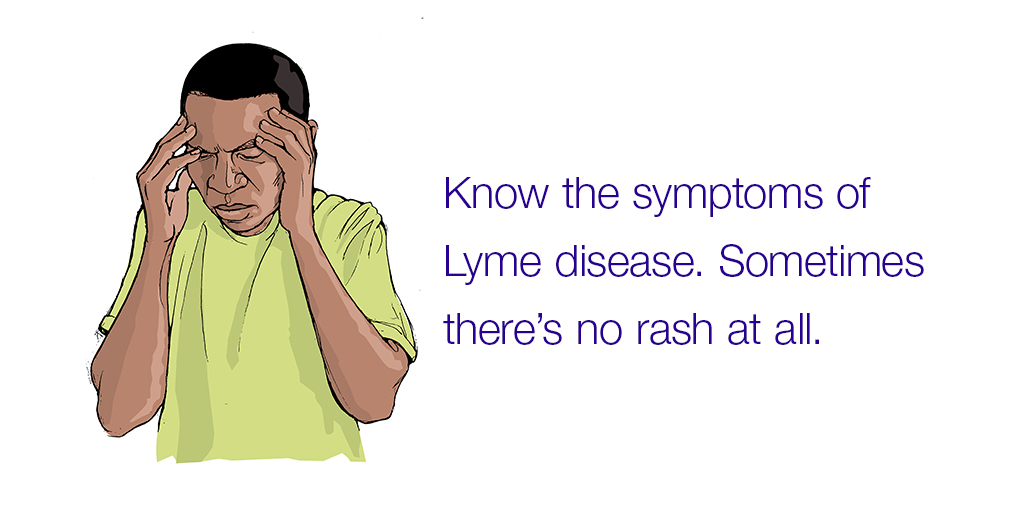 Know the symptoms of
Lyme disease. Sometimes
there’s no rash at all.